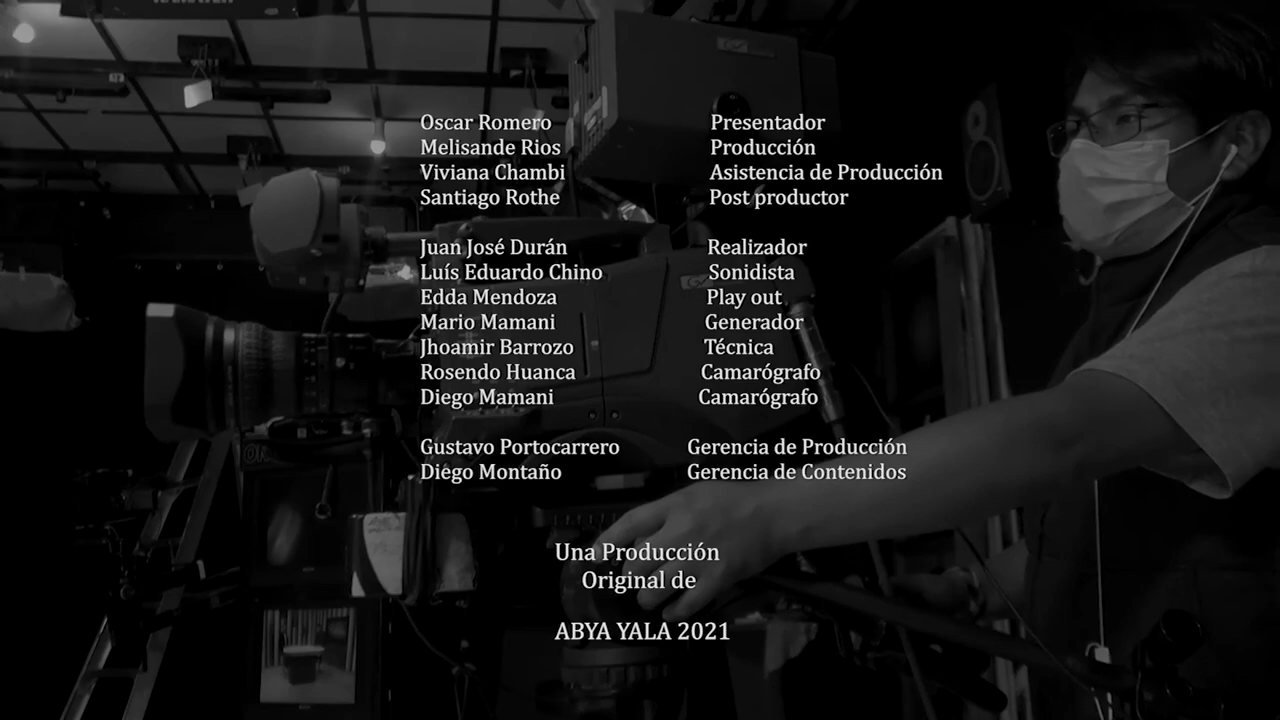 Oscar Romero Presentador
Melisande Rios Producción
Viviana Chambi Asistencia de Producción
Santiago Rothe Post productor
Juan José Durán Realizador
Luís Eduardo Chino Sonidista
Edda Mendoza Play out
Mario Mamani Generador
Jhoamir Barrozo Técnica
Rosendo Huanca Camarógrafo
Diego Mamani Camarógrafo
Gustavo Portocarrero Gerencia de Producción
Diego Montaño Gerencia de Contenidos
Una Producción
Original de
ABYA YALA 2021